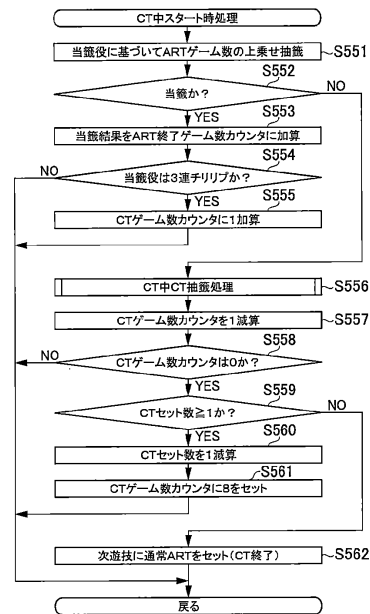 CT中スタート時処理
当籤役に基づいてARTゲーム数の上乗せ抽籤
S551
S552
当籤か?
NO
YES
S553
当籤結果をART終了ゲーム数カウンタに加算
S554
NO
当籤役は3連チリリプか?
YES
S555
CTゲーム数カウンタに1加算
CT中CT抽籤処理
S556
CTゲーム数カウンタを1減算
S557
S558
NO
CTゲーム数カウンタは0か?
YES
S559
CTセット数≧1か?
NO
YES
S560
CTセット数を1減算
S561
CTゲーム数カウンタに8をセット
次遊技に通常ARTをセット(CT終了)
S562
戻る